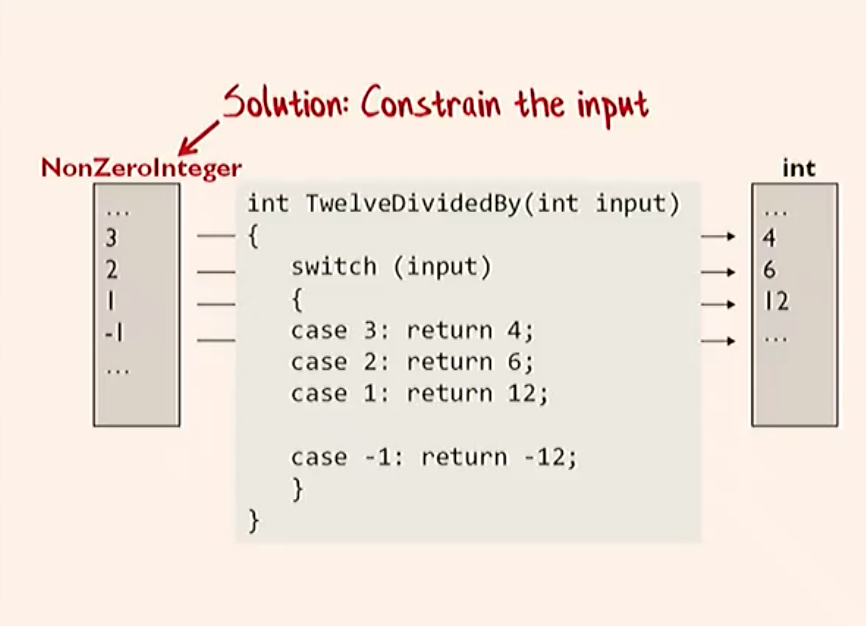 Solution: Constrain the input
NonZeroInteger
int
...
3
2
1
-1
...
int TwelveDividedBy(int input)
{
switch (input)
{
case 3: return 4;
case 2: return 6;
case 1: return 12;
case -1: return -12;
}
}
...
4
6
12
...